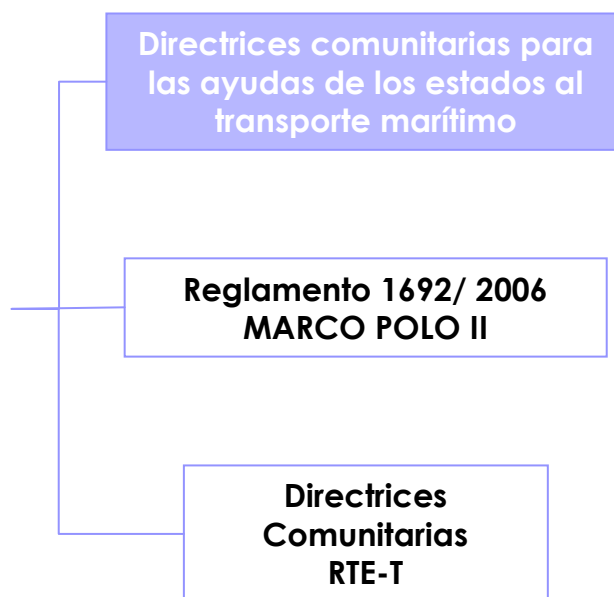 Directrices comunitarias para
las ayudas de los estados al
transporte marítimo
Reglamento 1692/ 2006
MARCO POLO II
Directrices
Comunitarias
RTE-T